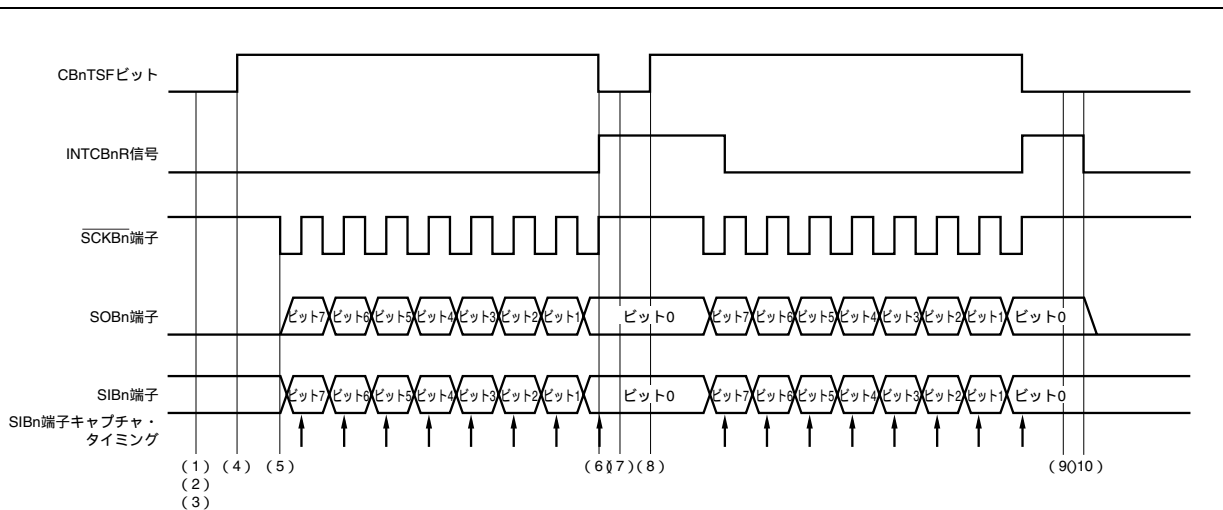 CBnTSFビット
INTCBnR信号
SCKBn端子
SOBn端子
ビット7 ビット6 ビット5 ビット4 ビット3 ビット2 ビット1 ビット0 ビット7 ビット6 ビット5 ビット4 ビット3 ビット2 ビット1 ビット0
SIBn端子
ビット7 ビット6 ビット5 ビット4 ビット3 ビット2 ビット1 ビット0 ビット7 ビット6 ビット5 ビット4 ビット3 ビット2 ビット1 ビット0
SIBn端子キャプチャ・
タイミング
(1) (4) (5) (6)(7)(8) (9)(10)
(2)
(3)